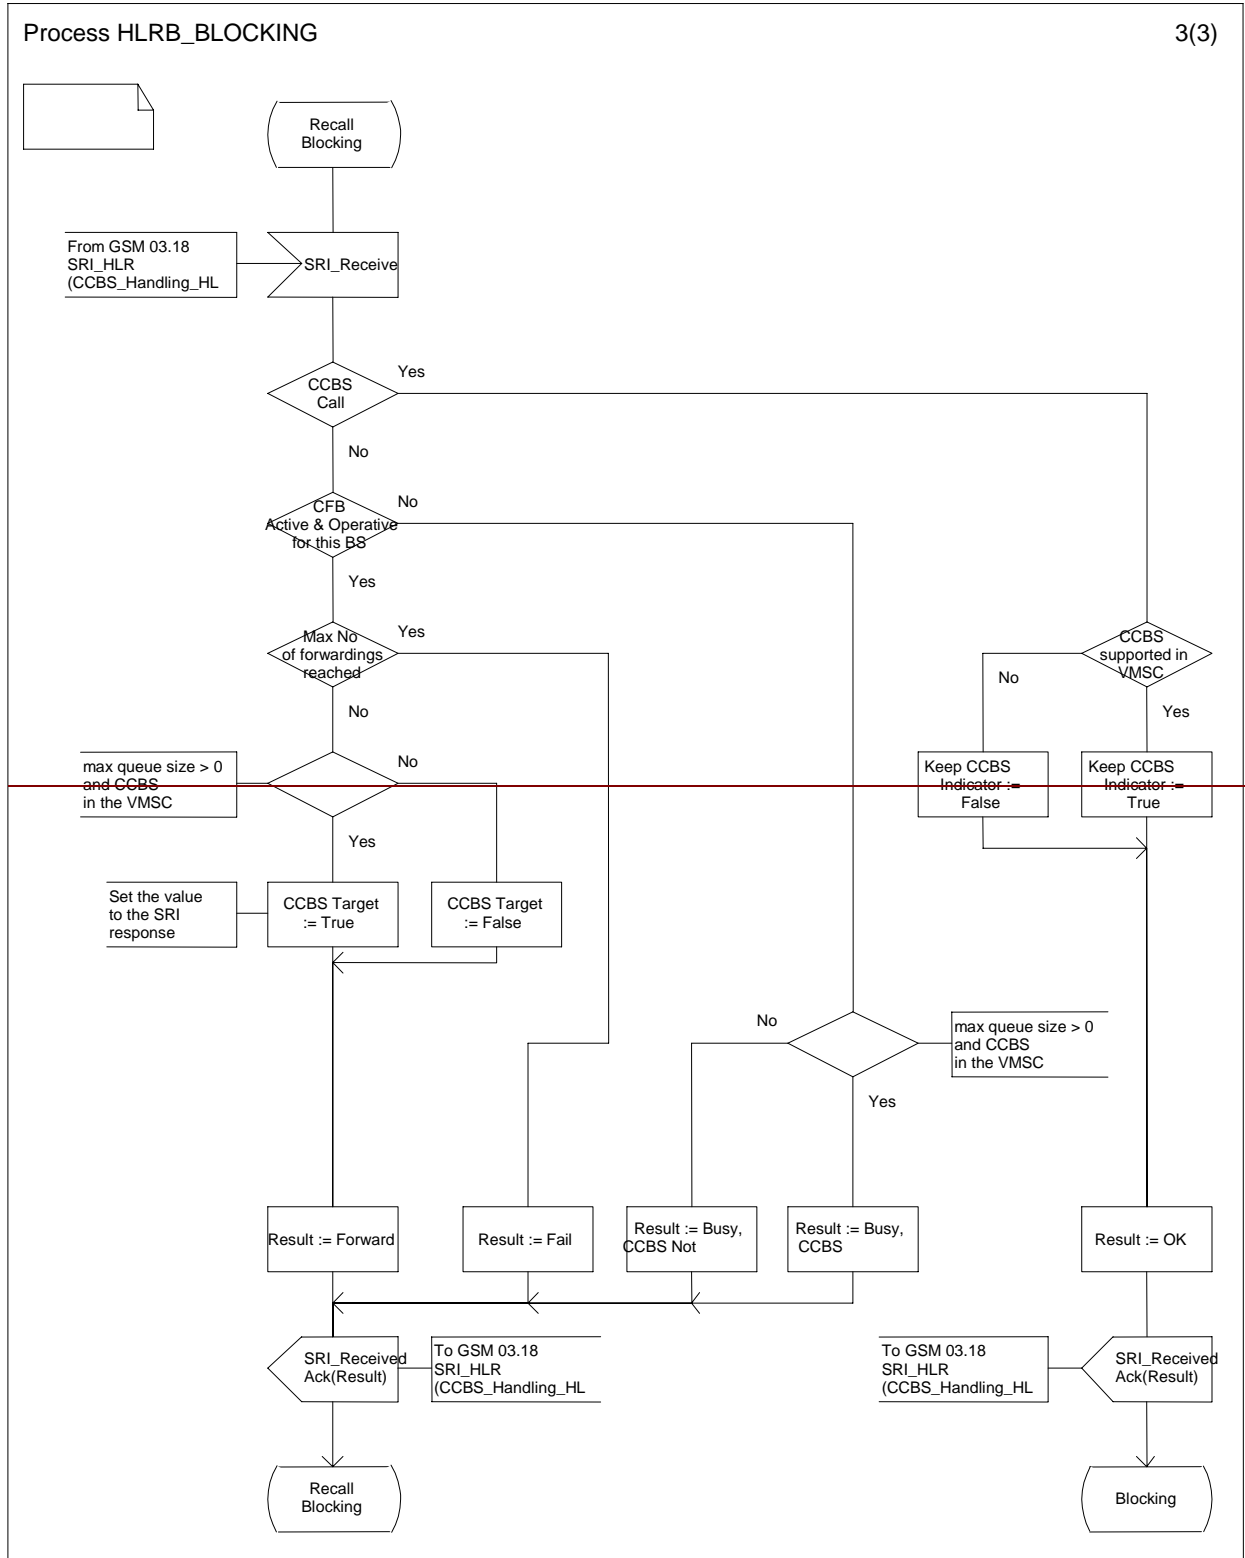 Process HLRB_BLOCKING
3(3)
Recall
Blocking
From GSM 03.18
SRI_HLR
(CCBS_Handling_HL
SRI_Receive
CCBS
Call
Yes
No
CFB
Active & Operative
for this BS
No
Yes
Max No
of forwardings
reached
Yes
No
CCBS
supported in
VMSC
No
Yes
max queue size > 0
and CCBS
in the VMSC
No
Yes
Keep CCBS
Indicator :=
False
Keep CCBS
Indicator :=
True
Set the value
to the SRI
response
CCBS Target
:= True
CCBS Target
:= False
No
Yes
max queue size > 0
and CCBS
in the VMSC
Result := Forward
Result := Fail
Result := Busy,
CCBS Not
Result := Busy,
CCBS
Result := OK
SRI_Received
Ack(Result)
To GSM 03.18
SRI_HLR
(CCBS_Handling_HL
To GSM 03.18
SRI_HLR
(CCBS_Handling_HL
SRI_Received
Ack(Result)
Recall
Blocking
Blocking